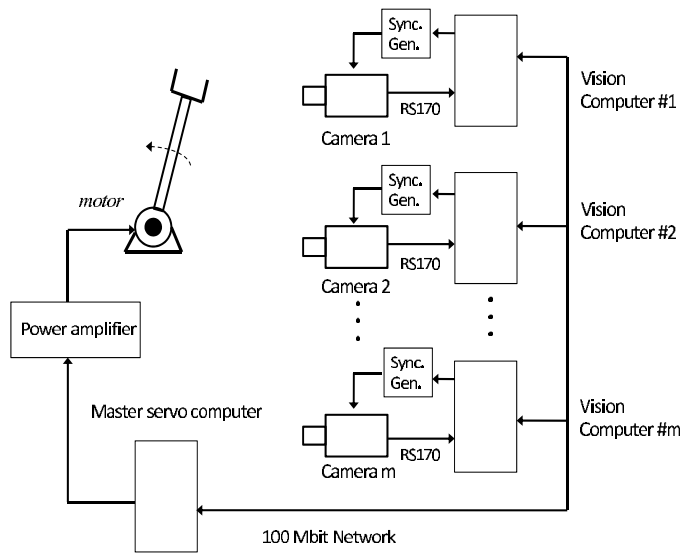 Sync.
Gen.
RS170
Camera 1
Vision
Computer #1
motor
Sync.
Gen.
RS170
Camera 2
Vision
Computer #2
Power amplifier
Sync.
Gen.
RS170
Camera m
Vision
Computer #m
Master servo computer
100 Mbit Network